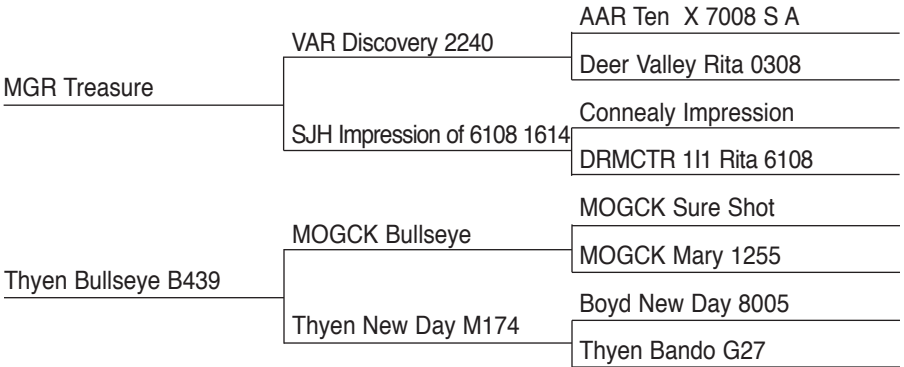 AAR Ten X 7008 S A
VAR Discovery 2240
Deer Valley Rita 0308
MGR Treasure
Connealy Impression
SJH Impression of 6108 1614
DRMCTR 1I1 Rita 6108
MOGCK Sure Shot
MOGCK Bullseye
MOGCK Mary 1255
Thyen Bullseye B439
Boyd New Day 8005
Thyen New Day M174
Thyen Bando G27